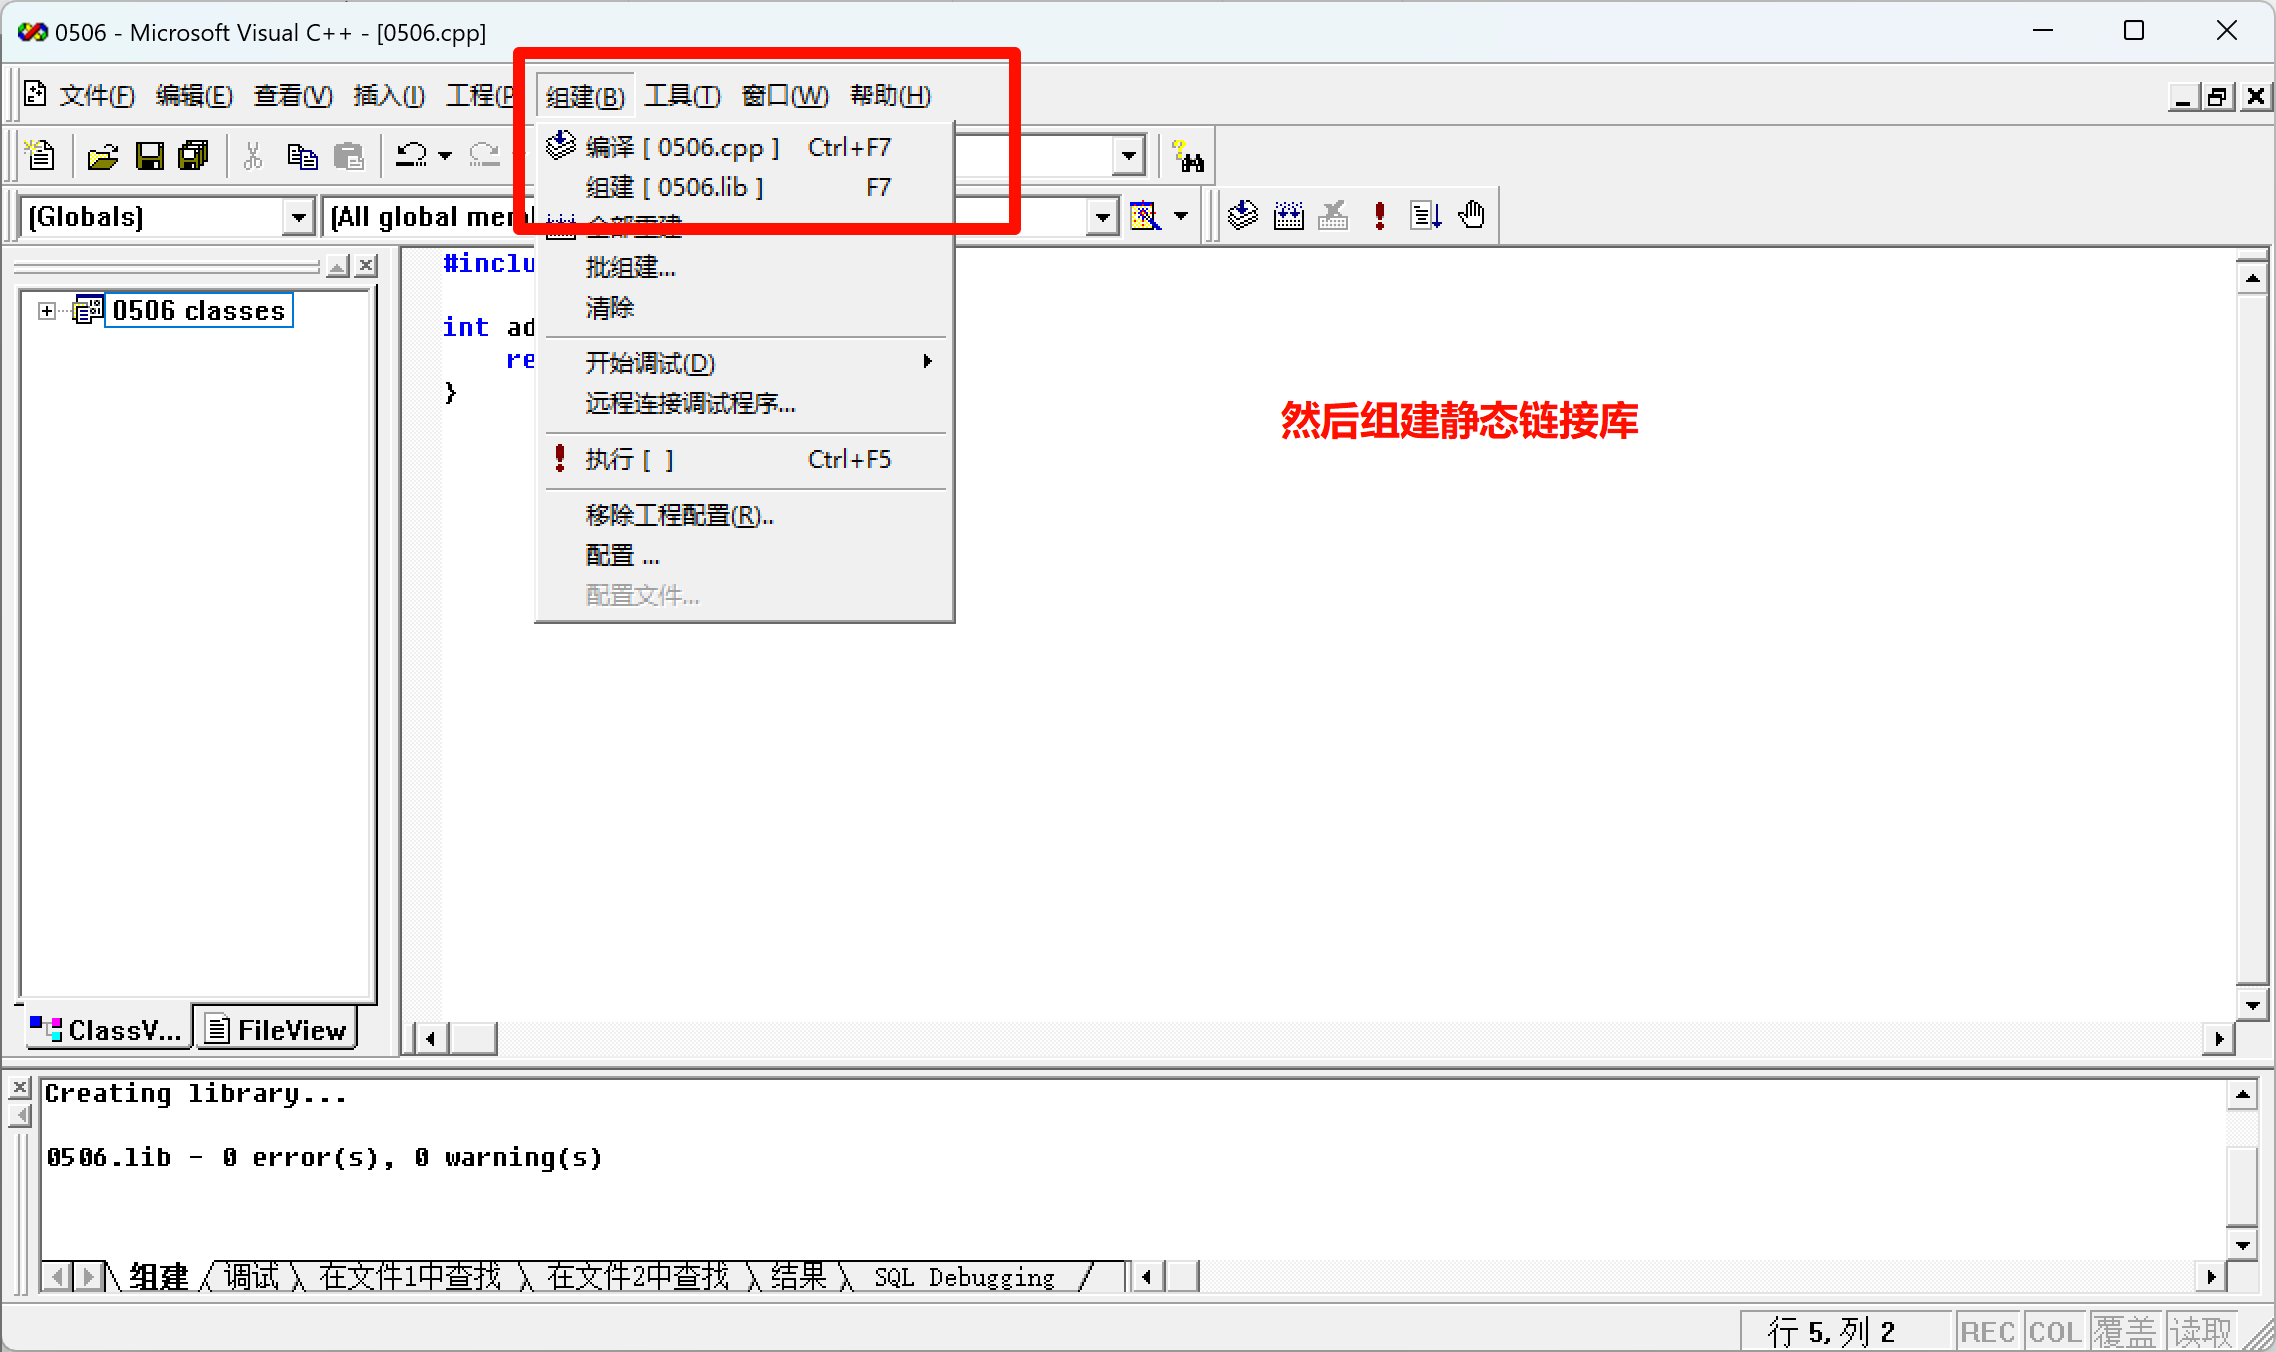 0506 - Microsoft Visual C++ - [0506.cpp]
文件(F) 编辑(E) 查看(V) 插入(I) 工程(P 组建(B) 工具(T) 窗口(W) 帮助(H)
编译 [ 0506.cpp ] Ctrl+F7
组建 [ 0506.lib ] F7
全部重建
批组建...
清除
开始调试(D)
远程连接调试程序...
执行 [ ] Ctrl+F5
移除工程配置(R)..
配置 ...
配置文件...
(Globals)
(All global mem
0506 classes
ClassV... FileView
#inclu
int ad
re
}
然后组建静态链接库
Creating library...
0506.lib - 0 error(s), 0 warning(s)
组建 调试 在文件1中查找 在文件2中查找 结果 SQL Debugging
行 5, 列 2 REC COL 覆盖 读取